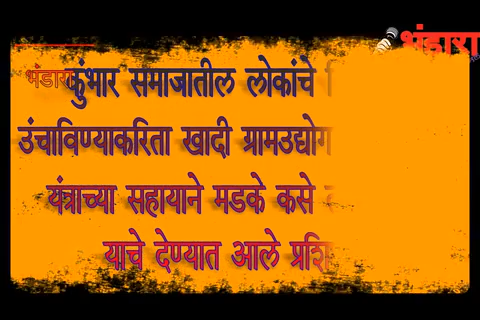 भंडारा
भंडारा
कुंभार समाजातील लोकांचे
उंचाविण्याकरिता खादी ग्रामउद्योग
यंत्राच्या सहायाने मडके कसे
याचे देण्यात आले